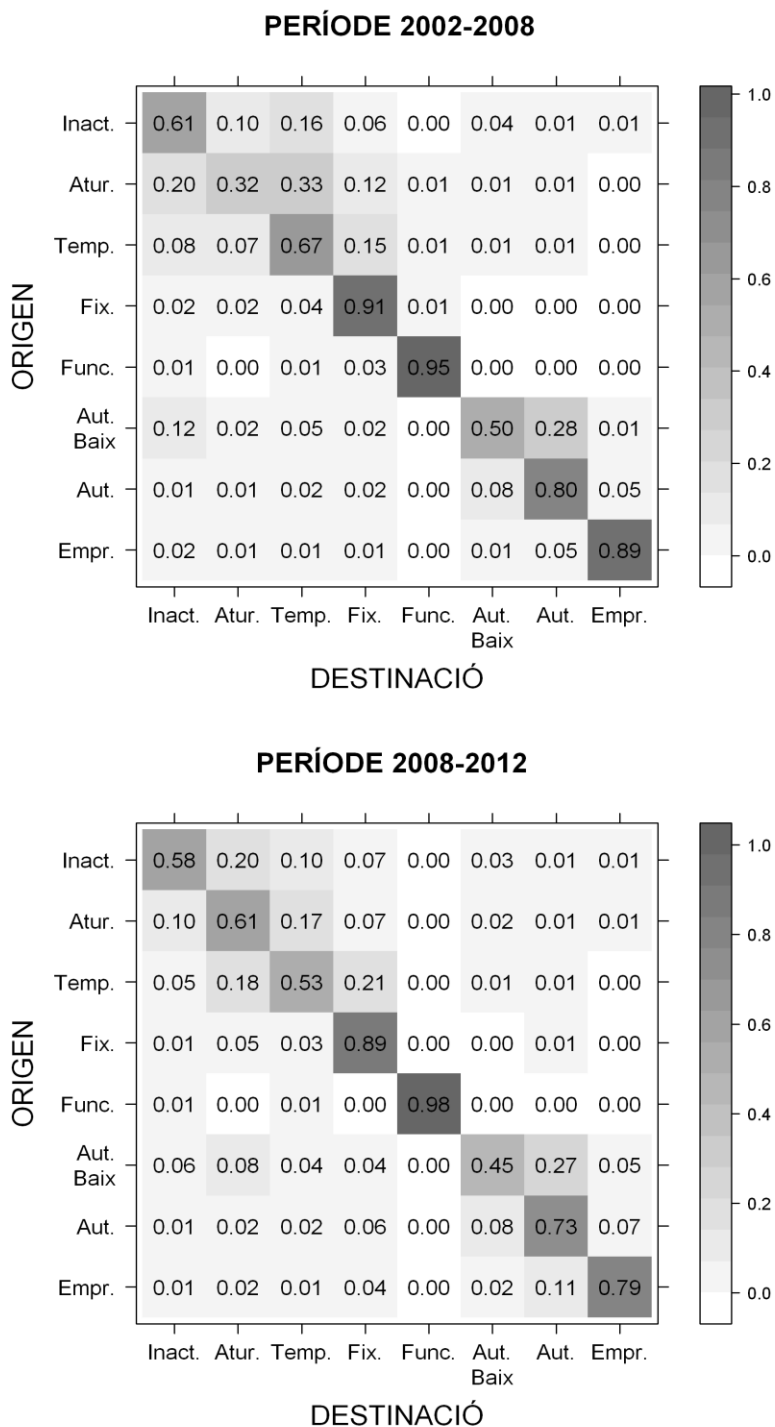 PERÍODE 2002-2008
ORIGEN
Inact. 0.61 0.10 0.16 0.06 0.00 0.04 0.01 0.01
Atur. 0.20 0.32 0.33 0.12 0.01 0.01 0.01 0.00
Temp. 0.08 0.07 0.67 0.15 0.01 0.01 0.01 0.00
Fix. 0.02 0.02 0.04 0.91 0.01 0.00 0.00 0.00
Func. 0.01 0.00 0.01 0.03 0.95 0.00 0.00 0.00
Aut. Baix 0.12 0.02 0.05 0.02 0.00 0.50 0.28 0.01
Aut. 0.01 0.01 0.02 0.02 0.00 0.08 0.80 0.05
Empr. 0.02 0.01 0.01 0.01 0.00 0.01 0.05 0.89
Inact. Atur. Temp. Fix. Func. Aut. Baix Aut. Empr.
DESTINACIÓ
1.0
0.8
0.6
0.4
0.2
0.0
PERÍODE 2008-2012
ORIGEN
Inact. 0.58 0.20 0.10 0.07 0.00 0.03 0.01 0.01
Atur. 0.10 0.61 0.17 0.07 0.00 0.02 0.01 0.01
Temp. 0.05 0.18 0.53 0.21 0.00 0.01 0.01 0.00
Fix. 0.01 0.05 0.03 0.89 0.00 0.00 0.01 0.00
Func. 0.01 0.00 0.01 0.00 0.98 0.00 0.00 0.00
Aut. Baix 0.06 0.08 0.04 0.04 0.00 0.45 0.27 0.05
Aut. 0.01 0.02 0.02 0.06 0.00 0.08 0.73 0.07
Empr. 0.01 0.02 0.01 0.04 0.00 0.02 0.11 0.79
Inact. Atur. Temp. Fix. Func. Aut. Baix Aut. Empr.
DESTINACIÓ
1.0
0.8
0.6
0.4
0.2
0.0